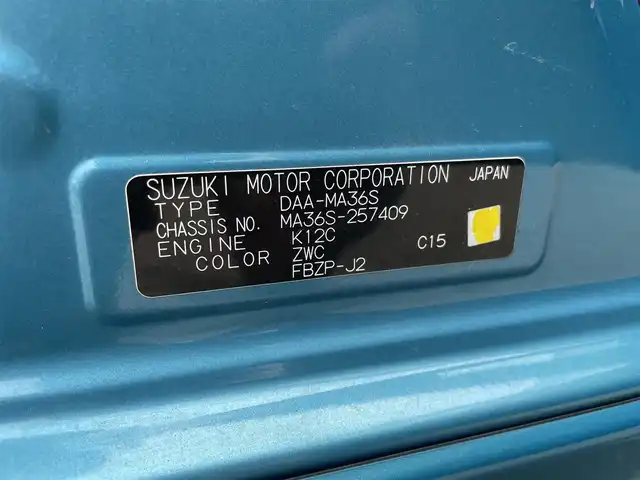 SUZUKI MOTOR CORPORATION JAPAN
TYPE DAA-MA36S
CHASSIS NO. MA36S-257409
ENGINE K12C C15
COLOR ZWC
FBZP-J2